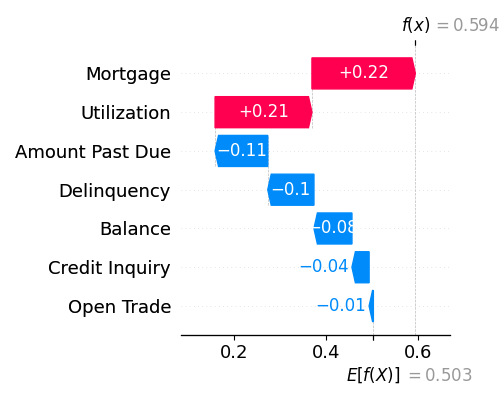 f(x) = 0.594
Mortgage +0.22
Utilization +0.21
Amount Past Due −0.11
Delinquency −0.1
Balance −0.08
Credit Inquiry −0.04
Open Trade −0.01
0.2 0.4 0.6
E[f(X)] = 0.503